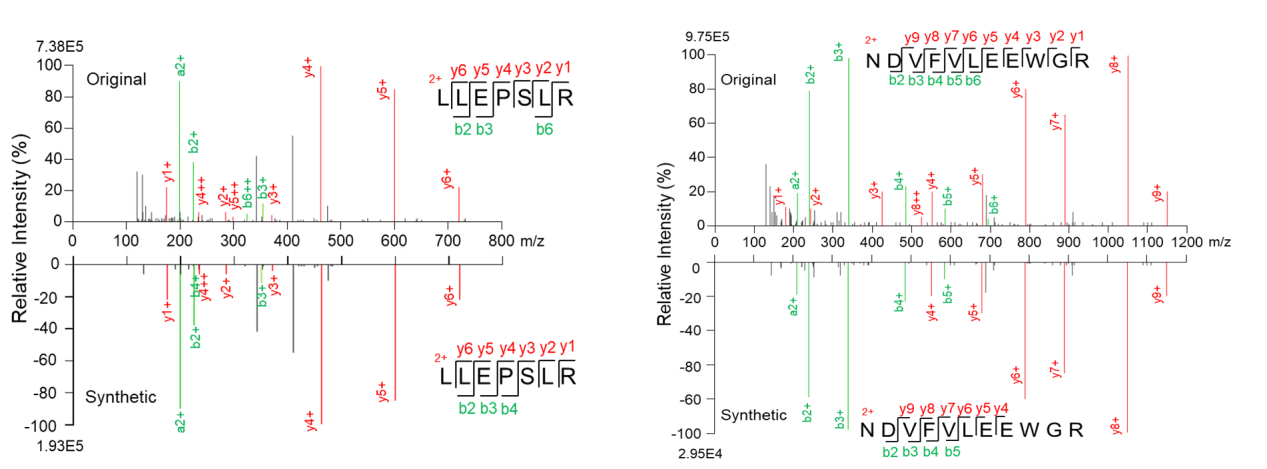 7.38E5
Relative Intensity (%)
100
80
60
40
20
0
Original
a2+
b2+
y1+
y4++
y2+
y5++
b6++
b3+
y3+
y4+
y5+
y6+
2+
y6 y5 y4 y3 y2 y1
LLEPSLR
b2 b3 b6
0 100 200 300 400 500 600 700 800 m/z
0
-20
-40
-60
-80
-100
1.93E5
Synthetic
y1+
a2+
b2+
b4+
y4++
y2+
b3+
y3+
y4+
y5+
y6+
2+
y6 y5 y4 y3 y2 y1
LLEPSLR
b2 b3 b4
9.75E5
Relative Intensity (%)
100
80
60
40
20
0
Original
y1+
a2+
b2+
y2+
b3+
y3+
b4+
y8++
y4+
b5+
y5+
b6+
y6+
y7+
y8+
y9+
2+
y9 y8 y7 y6 y5 y4 y3 y2 y1
NDVFVLEEWGR
b2 b3 b4 b5 b6
0 100 200 300 400 500 600 700 800 900 1000 1100 1200 m/z
0
-20
-40
-60
-80
-100
2.95E4
Synthetic
a2+
b2+
b3+
b4+
y4+
b5+
y5+
y6+
y7+
y8+
y9+
2+
y9 y8 y7 y6 y5 y4
NDVFVLEEWGR
b2 b3 b4 b5